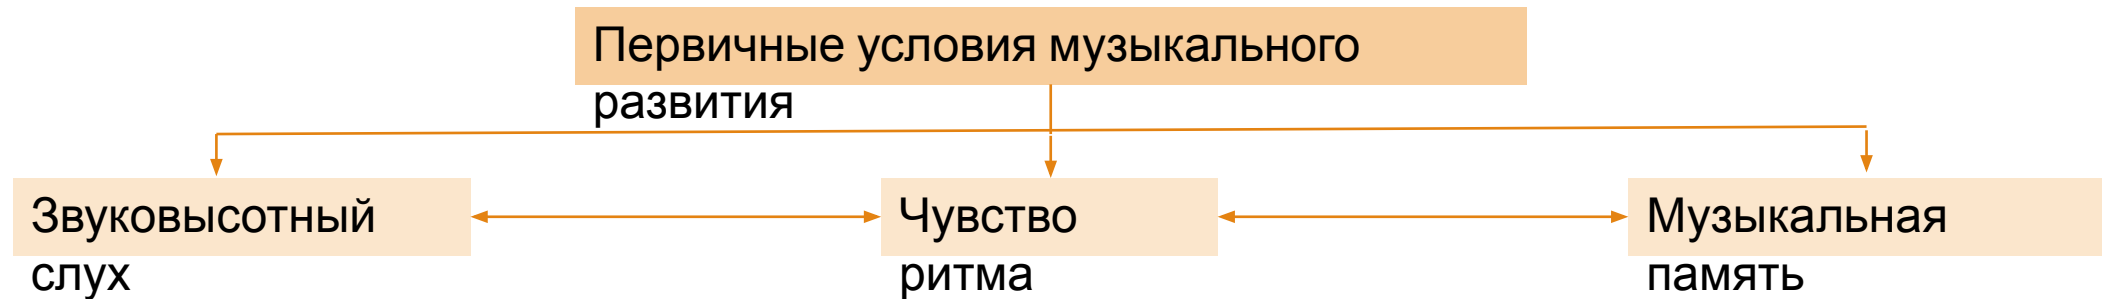 Первичные условия музыкального
развития
Звуковысотный
слух
Чувство
ритма
Музыкальная
память